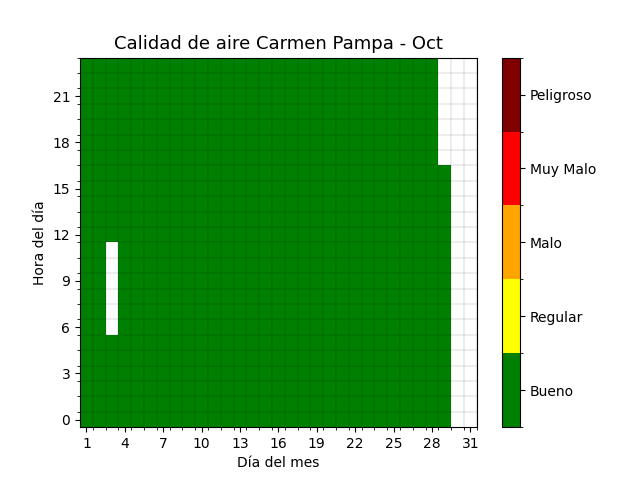 Calidad de aire Carmen Pampa - Oct
21
18
15
12
9
6
3
0
Hora del día
1 4 7 10 13 16 19 22 25 28 31
Día del mes
Peligroso
Muy Malo
Malo
Regular
Bueno